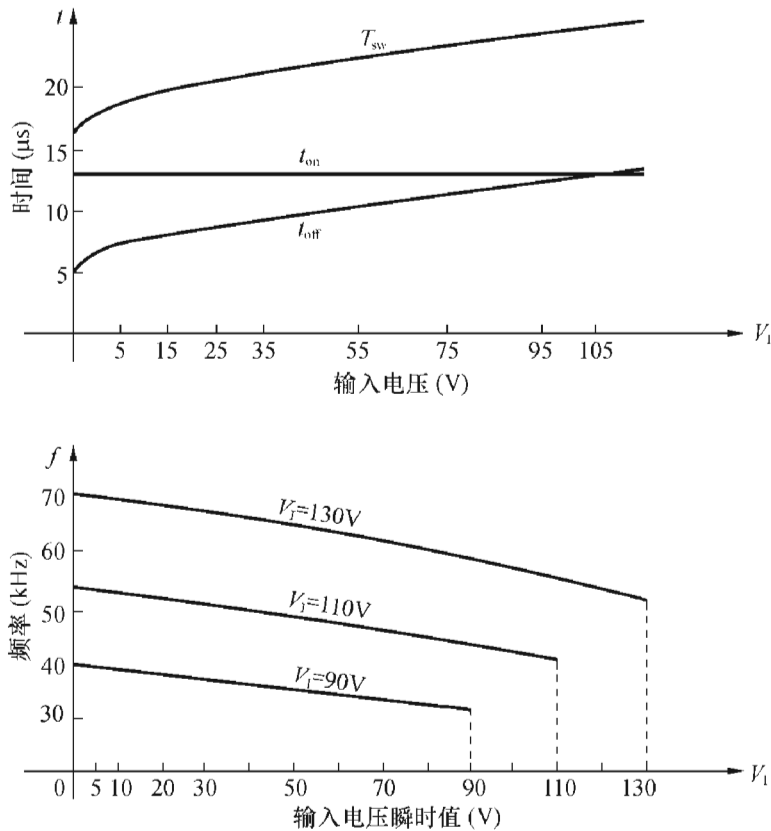 t
T_sw
20
15
t_on
10
t_off
5
时间 (μs)
5 15 25 35 55 75 95 105
V_I
输入电压 (V)
f
70
V_I=130V
60
50
V_I=110V
40
V_I=90V
30
频率 (kHz)
0 5 10 20 30 50 70 90 110 130
V_I
输入电压瞬时值 (V)